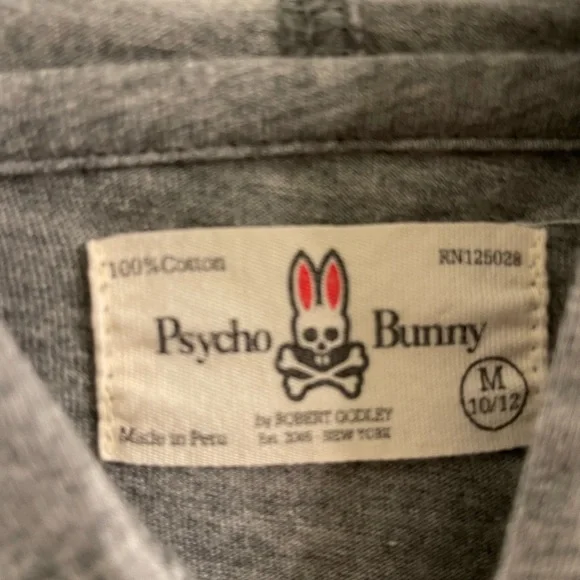 100% Cotton
RN125028
Psycho Bunny
M
10/12
by ROBERT GODLEY
Made in Peru
Est. 2005 NEW YORK